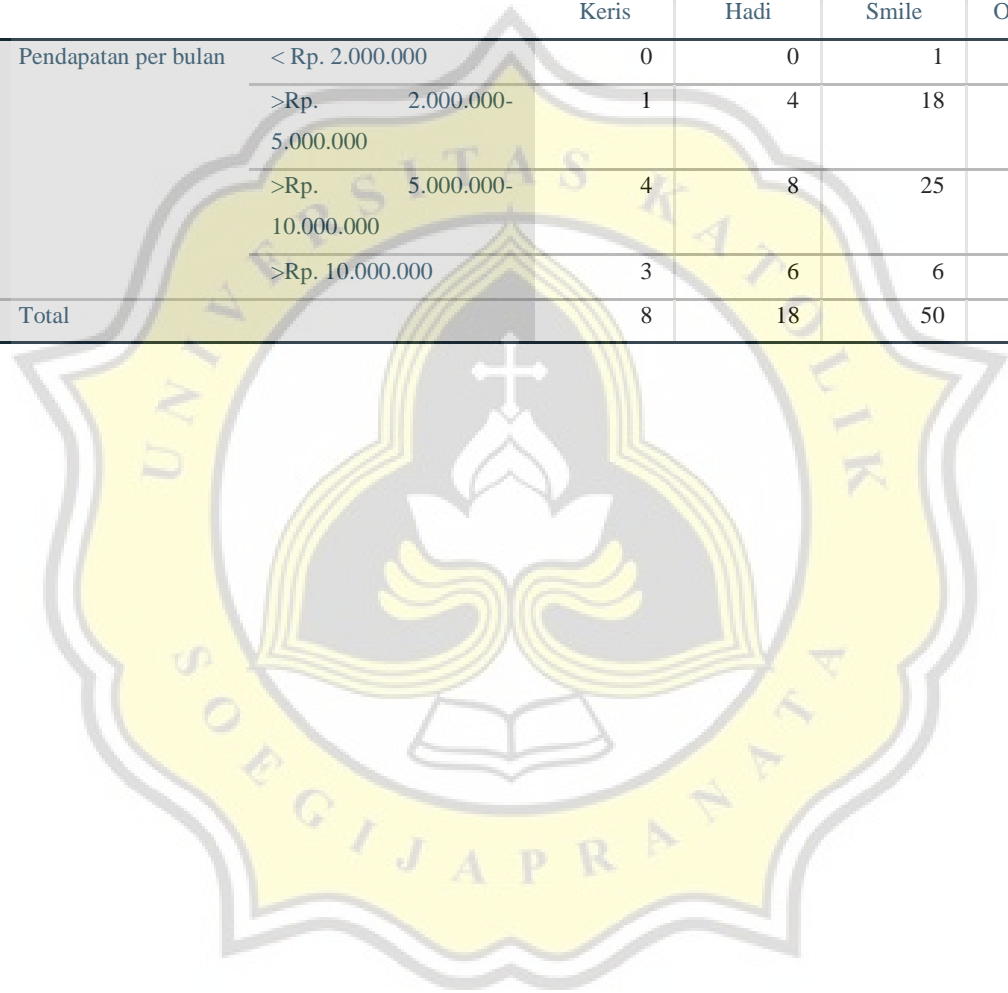 Keris Hadi Smile
Pendapatan per bulan < Rp. 2.000.000 0 0 1
>Rp. 2.000.000- 1 4 18
5.000.000
>Rp. 5.000.000- 4 8 25
10.000.000
>Rp. 10.000.000 3 6 6
Total 8 18 50
UNIVERSITAS KATOLIK
SOEGIJAPRANATA